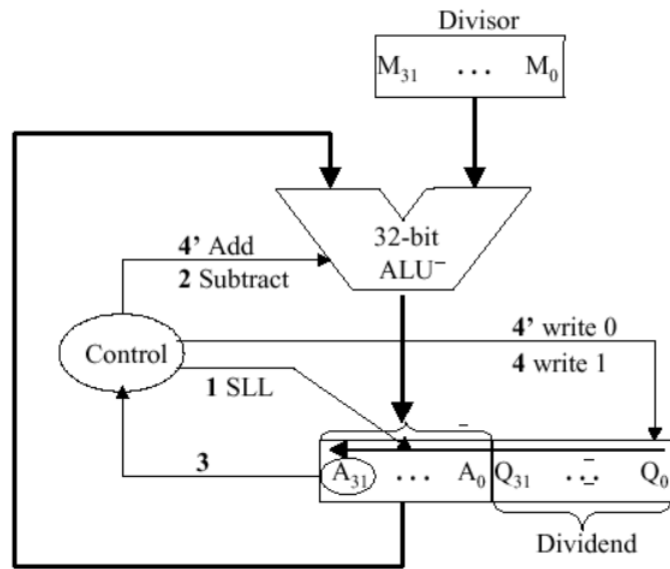 Divisor
M31 ... M0
32-bit
ALU–
4’ Add
2 Subtract
4’ write 0
4 write 1
Control
1 SLL
3
A31 ... A0 Q31 ... Q0
Dividend